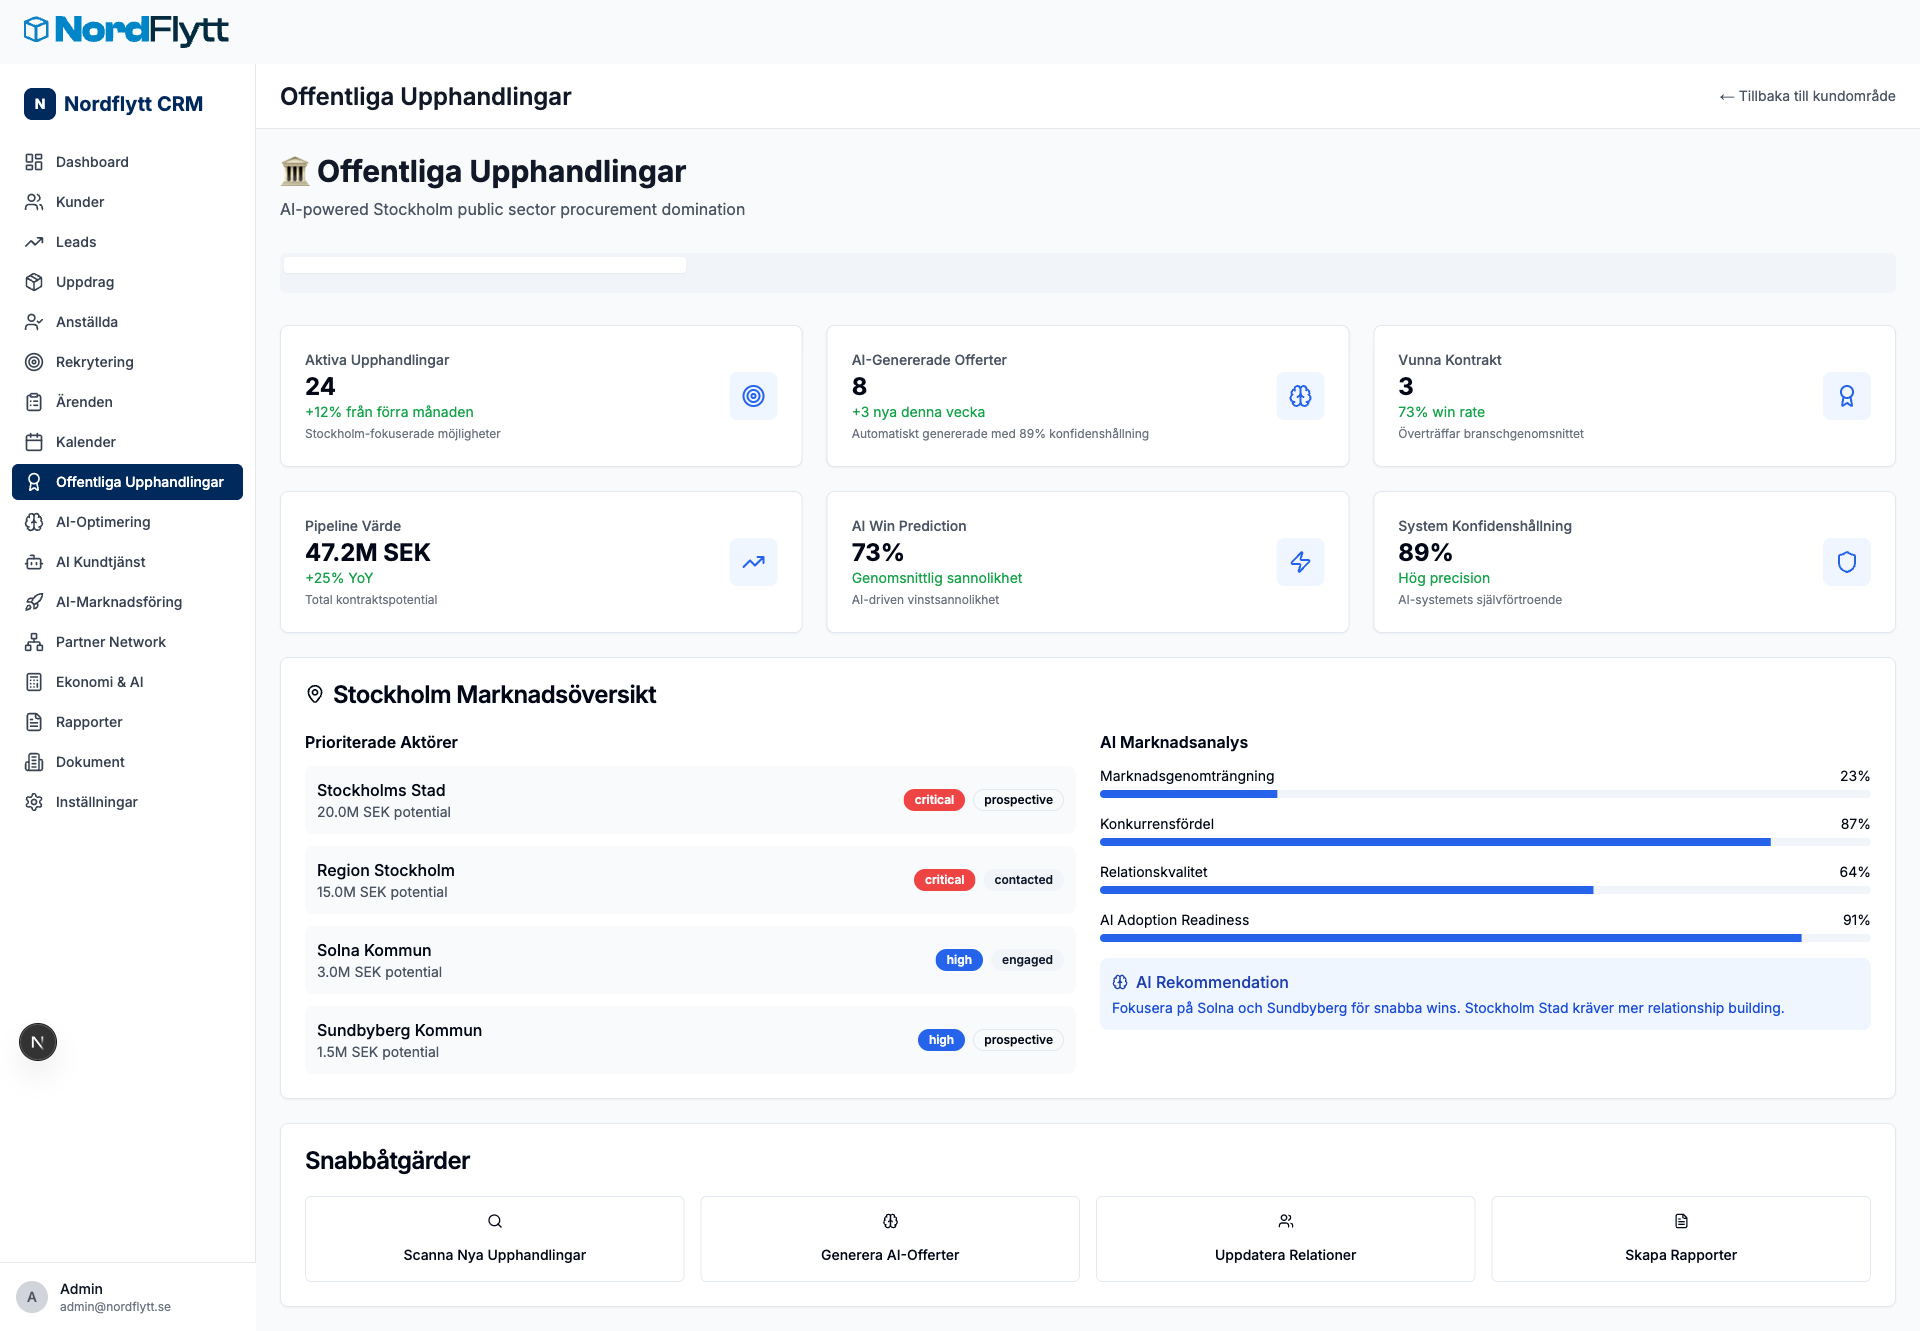 NordFlytt
N
Nordflytt CRM
Dashboard
Kunder
Leads
Uppdrag
Anställda
Rekrytering
Ärenden
Kalender
Offentliga Upphandlingar
AI-Optimering
AI Kundtjänst
AI-Marknadsföring
Partner Network
Ekonomi & AI
Rapporter
Dokument
Inställningar
N
A
Admin
admin@nordflytt.se
Offentliga Upphandlingar
← Tillbaka till kundområde
Offentliga Upphandlingar
AI-powered Stockholm public sector procurement domination
Aktiva Upphandlingar
24
+12% från förra månaden
Stockholm-fokuserade möjligheter
AI-Genererade Offerter
8
+3 nya denna vecka
Automatiskt genererade med 89% konfidenshållning
Vunna Kontrakt
3
73% win rate
Överträffar branschgenomsnittet
Pipeline Värde
47.2M SEK
+25% YoY
Total kontraktspotential
AI Win Prediction
73%
Genomsnittlig sannolikhet
AI-driven vinstsannolikhet
System Konfidenshållning
89%
Hög precision
AI-systemets självförtroende
Stockholm Marknadsöversikt
Prioriterade Aktörer
Stockholms Stad
20.0M SEK potential
critical
prospective
Region Stockholm
15.0M SEK potential
critical
contacted
Solna Kommun
3.0M SEK potential
high
engaged
Sundbyberg Kommun
1.5M SEK potential
high
prospective
AI Marknadsanalys
Marknadsgenomträngning 23%
Konkurrensfördel 87%
Relationskvalitet 64%
AI Adoption Readiness 91%
AI Rekommendation
Fokusera på Solna och Sundbyberg för snabba wins. Stockholm Stad kräver mer relationship building.
Snabbåtgärder
Scanna Nya Upphandlingar
Generera AI-Offerter
Uppdatera Relationer
Skapa Rapporter